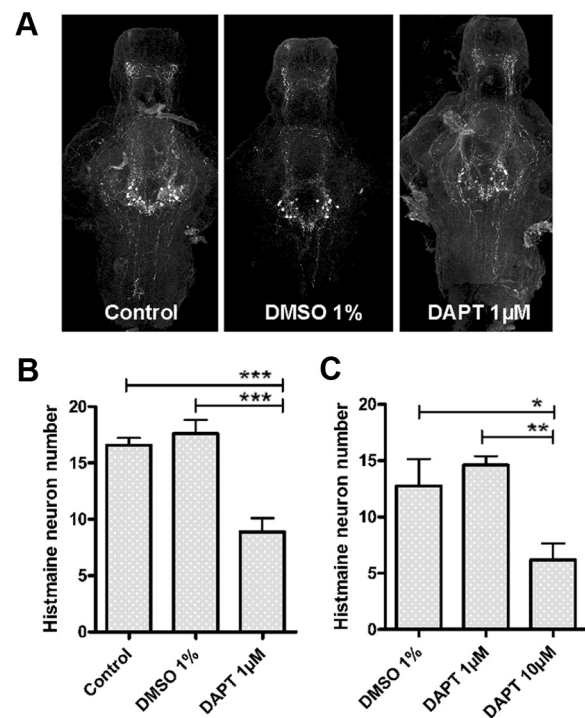 A
Control
DMSO 1%
DAPT 1µM
B
Histmaine neuron number
20
15
10
5
0
***
***
Control
DMSO 1%
DAPT 1µM
C
Histmaine neuron number
20
15
10
5
0
*
**
DMSO 1%
DAPT 1µM
DAPT 10µM